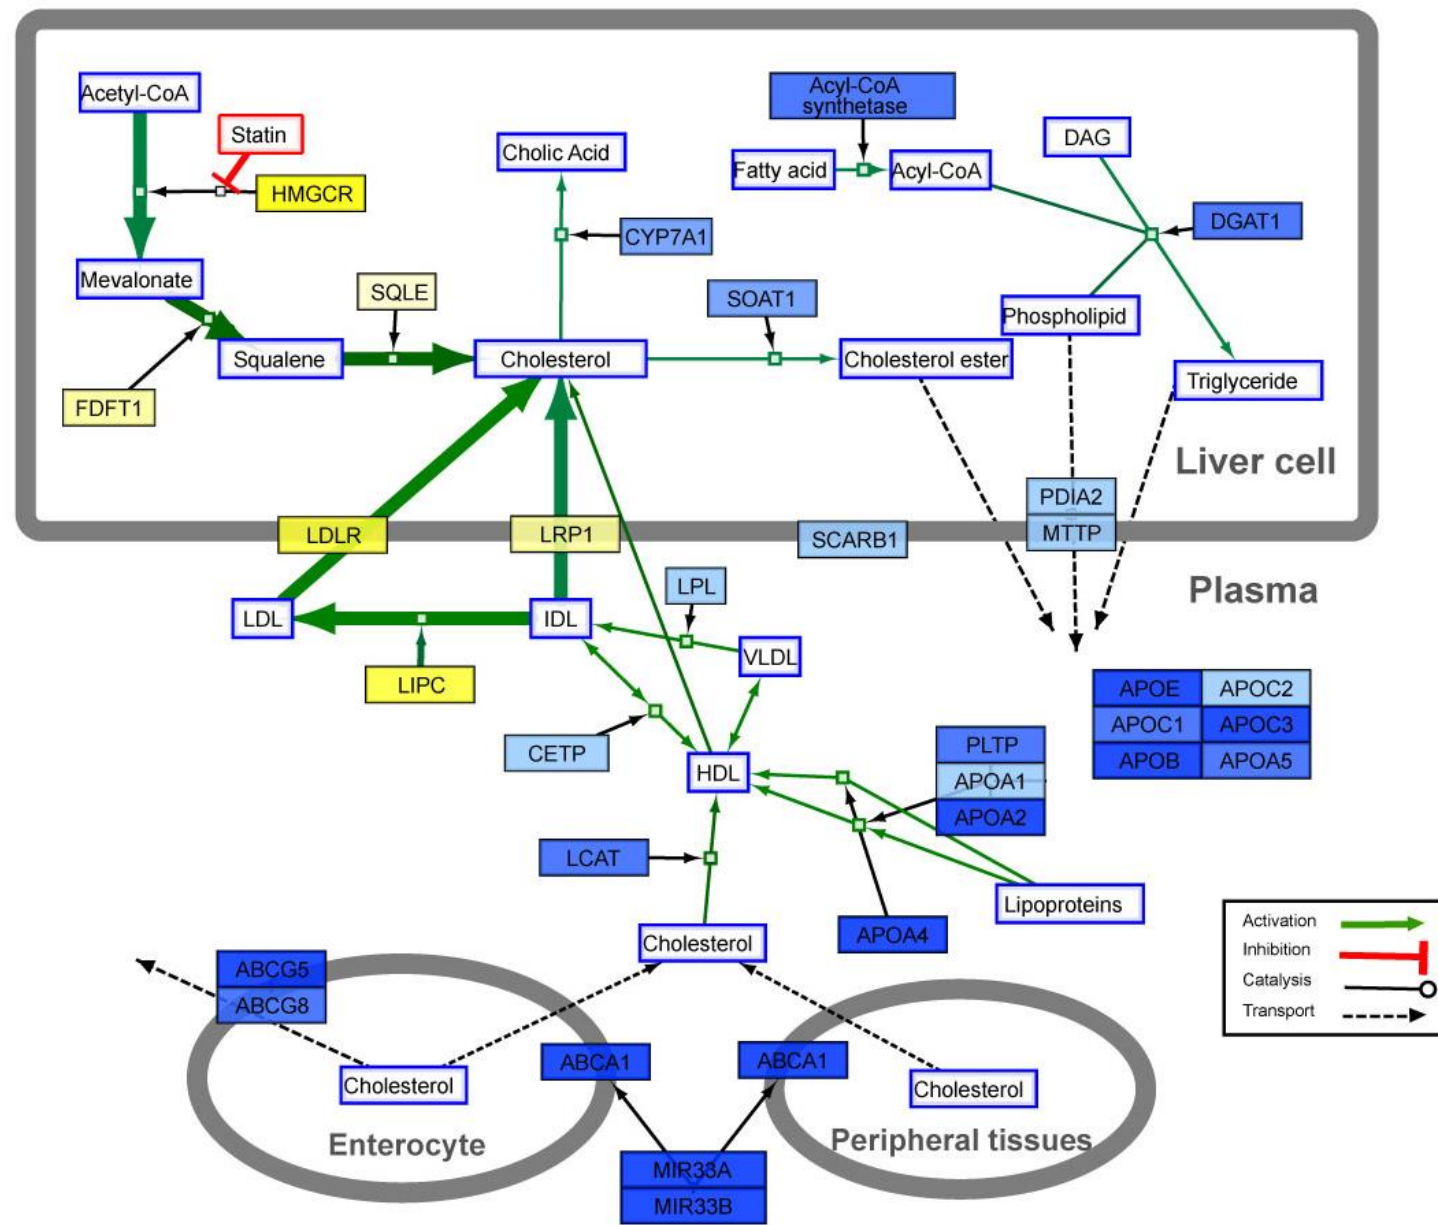 Acetyl-CoA
Statin
HMGCR
Mevalonate
SQLE
Squalene
FDFT1
Cholic Acid
CYP7A1
Cholesterol
SOAT1
Cholesterol ester
Acyl-CoA
synthetase
Fatty acid
Acyl-CoA
DAG
DGAT1
Phospholipid
Triglyceride
Liver cell
PDIA2
MTTP
LDLR
LRP1
SCARB1
Plasma
LDL
IDL
LPL
VLDL
LIPC
CETP
HDL
PLTP
APOA1
APOA2
APOE
APOC2
APOC1
APOC3
APOB
APOA5
LCAT
Lipoproteins
APOA4
Cholesterol
ABCG5
ABCG8
Cholesterol
Enterocyte
ABCA1
ABCA1
Cholesterol
Peripheral tissues
MIR33A
MIR33B
Activation
Inhibition
Catalysis
Transport